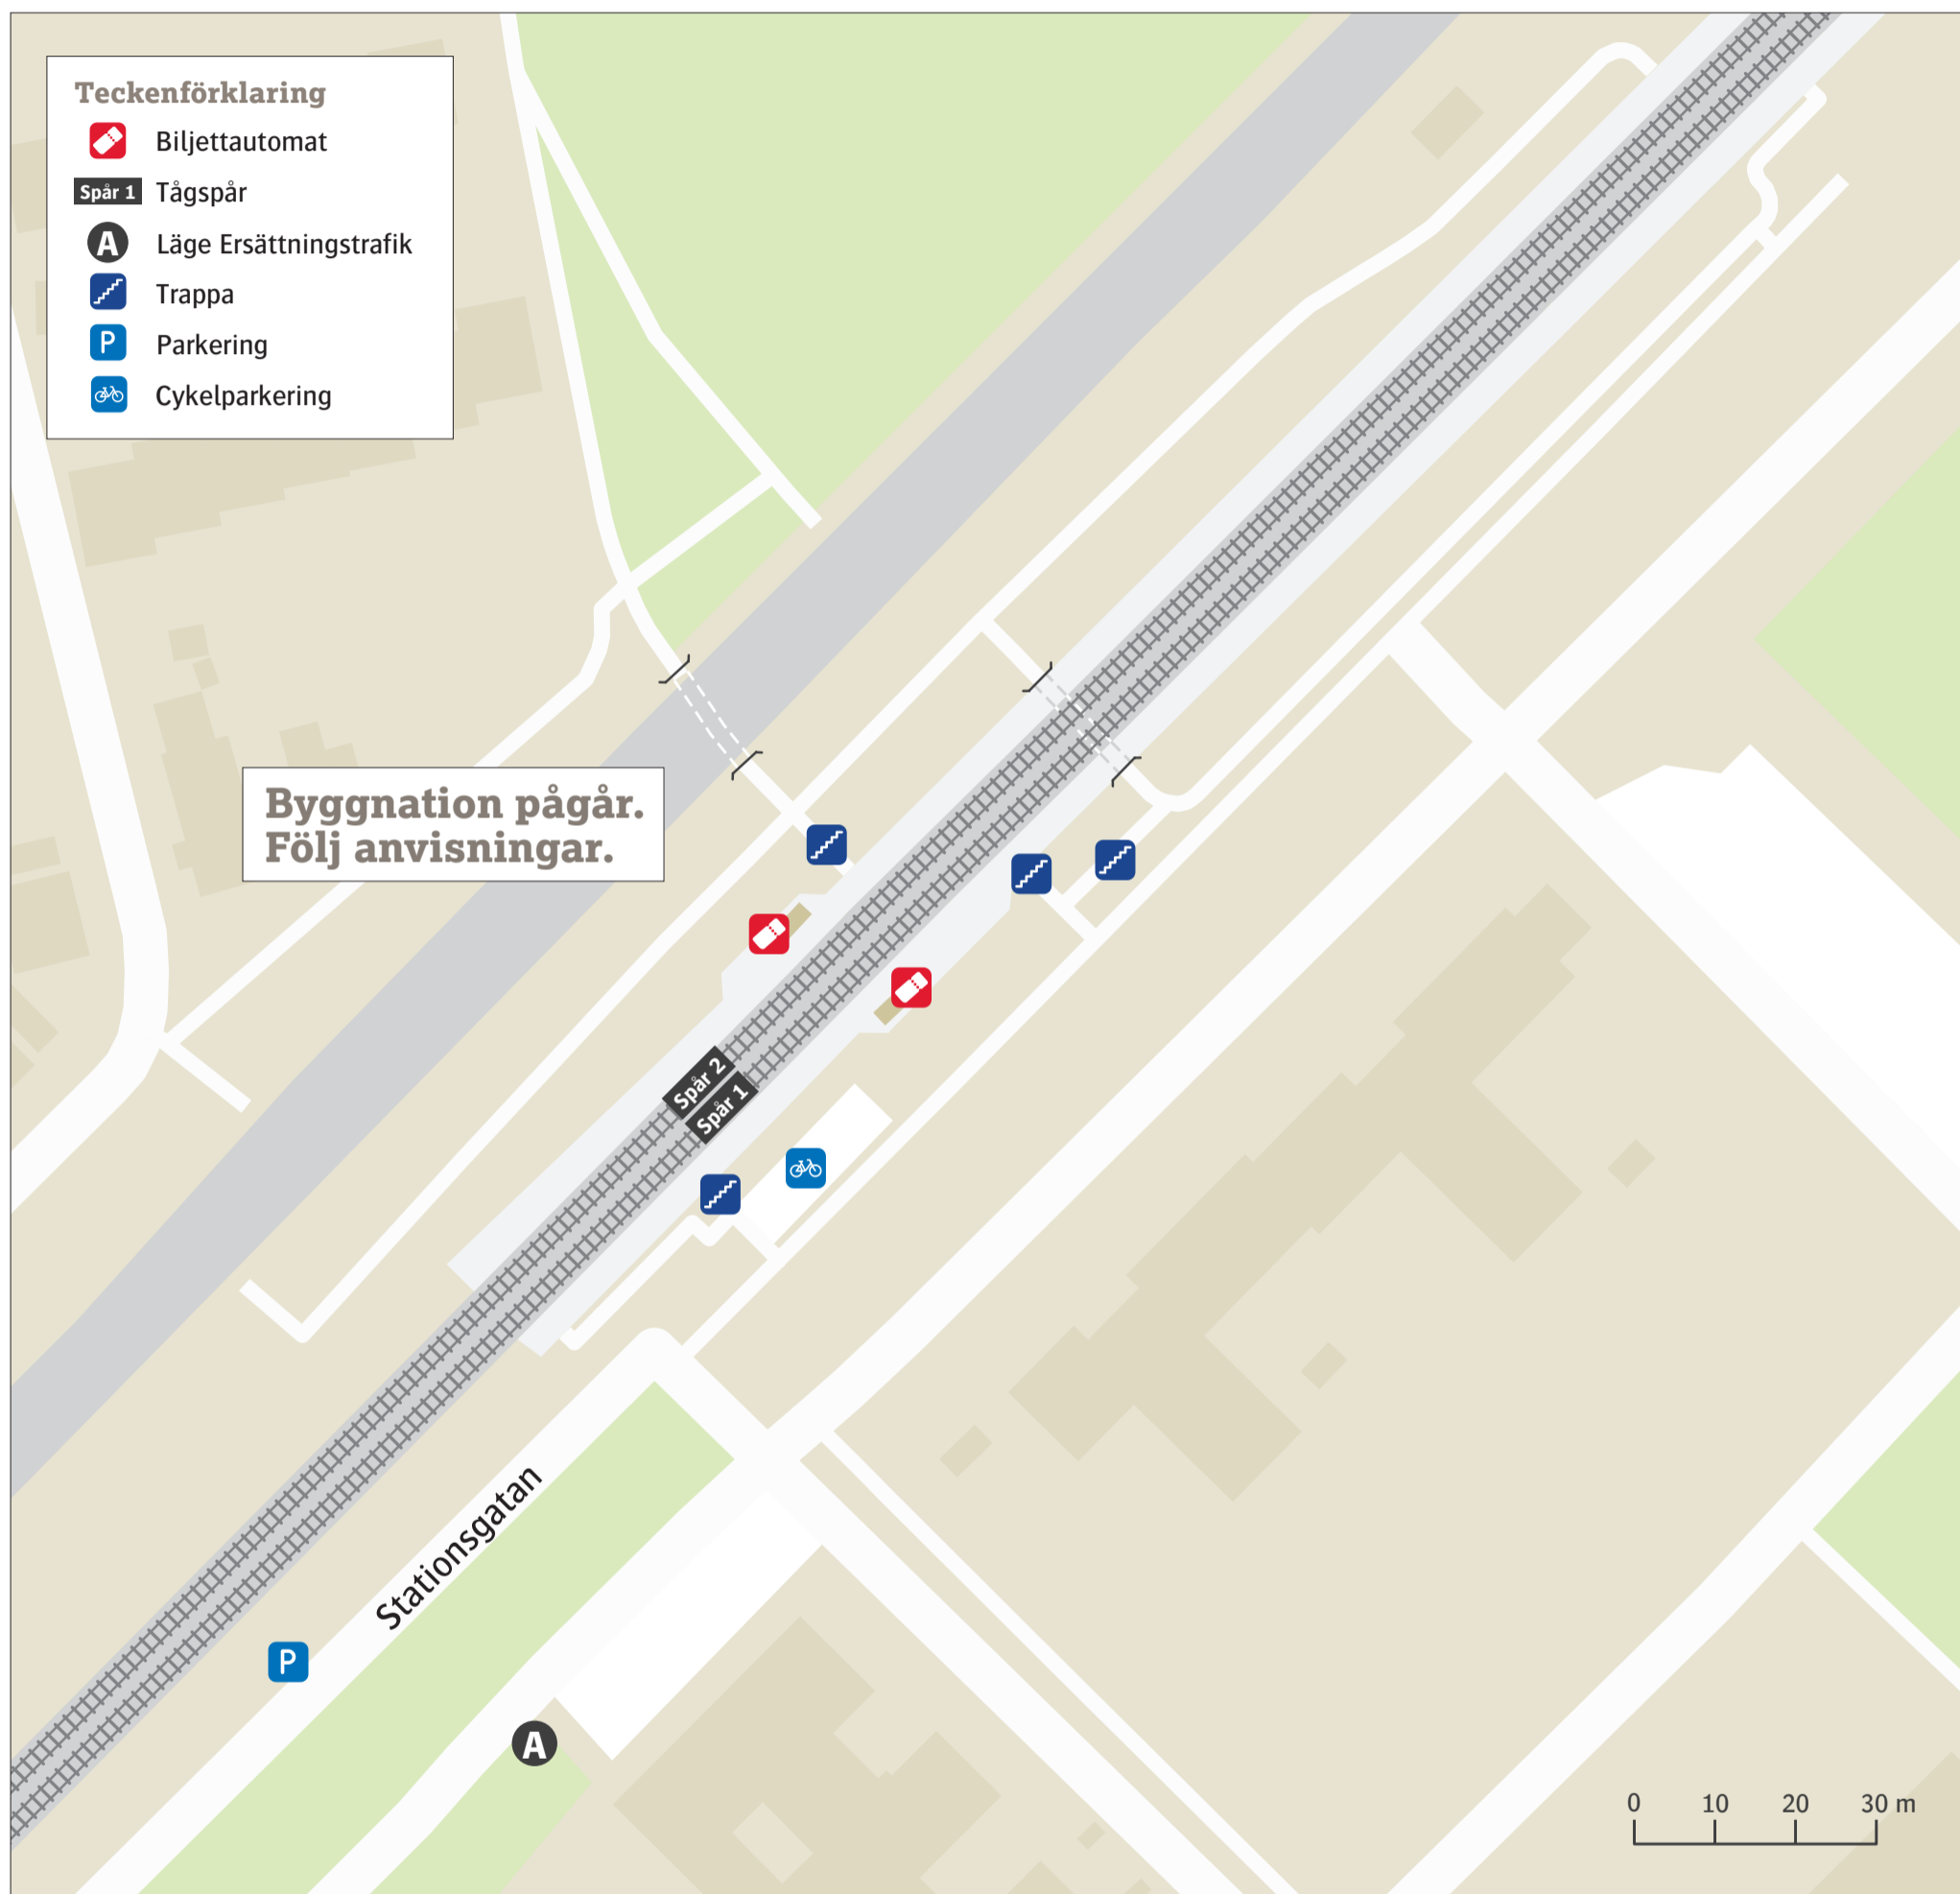 Teckenförklaring
Biljettautomat
Spår 1 Tågspår
A Läge Ersättningstrafik
Trappa
P Parkering
Cykelparkering
Byggnation pågår.
Följ anvisningar.
Spår 2
Spår 1
Stationsgatan
P
A
0 10 20 30 m